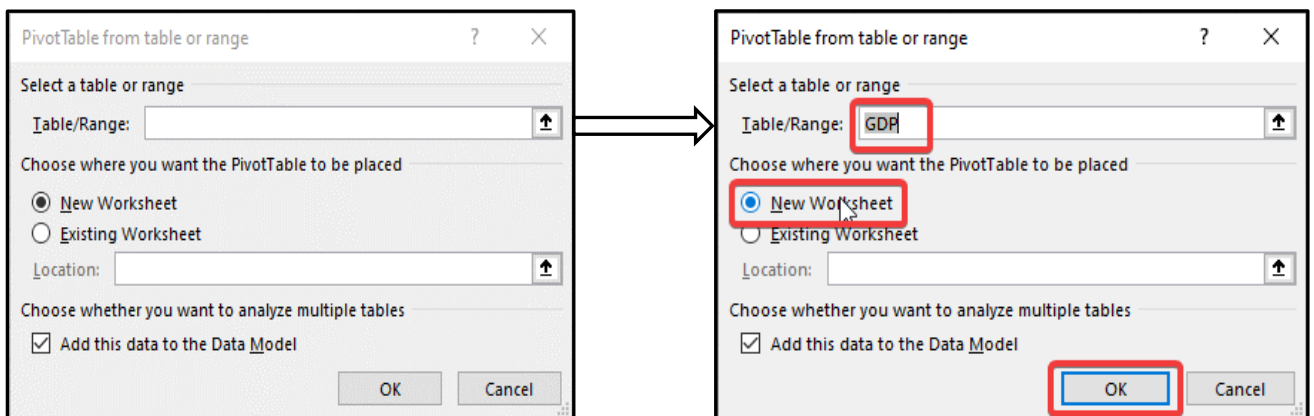 PivotTable from table or range ?
Select a table or range
Table/Range:
Choose where you want the PivotTable to be placed
New Worksheet
Existing Worksheet
Location:
Choose whether you want to analyze multiple tables
Add this data to the Data Model
OK Cancel
PivotTable from table or range ?
Select a table or range
Table/Range: GDP
Choose where you want the PivotTable to be placed
New Worksheet
Existing Worksheet
Location:
Choose whether you want to analyze multiple tables
Add this data to the Data Model
OK Cancel